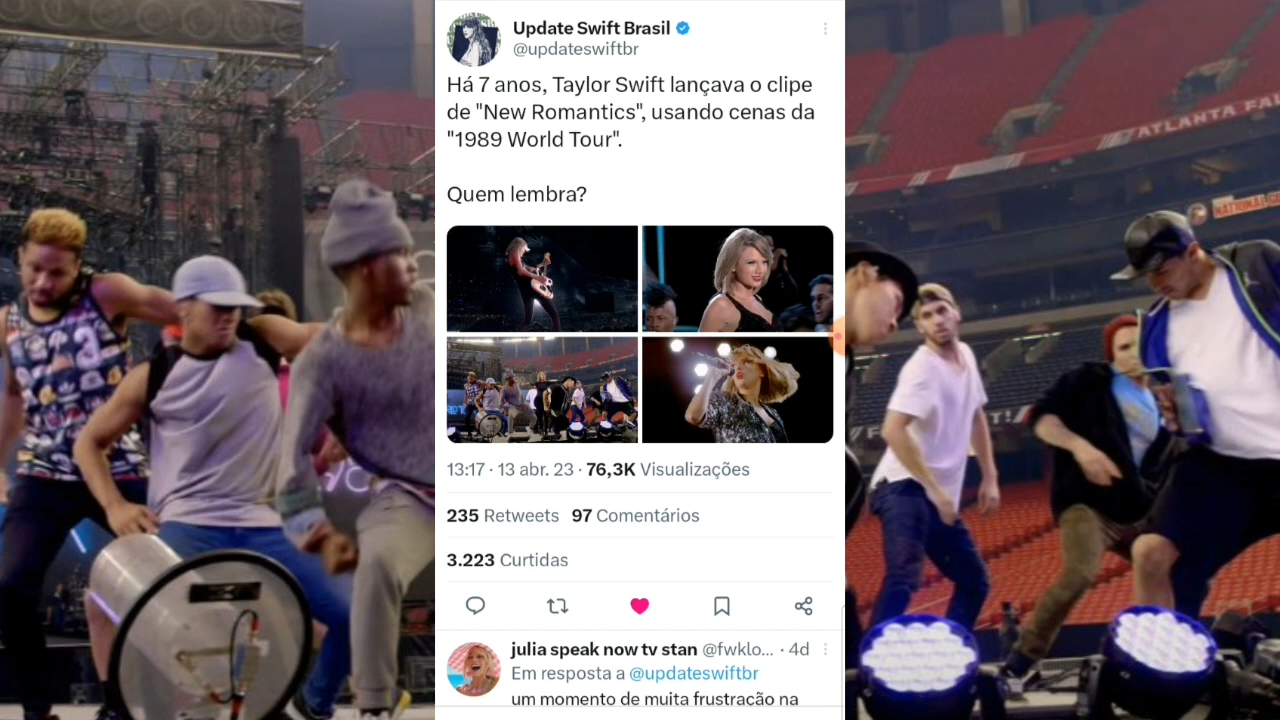 Update Swift Brasil
@updateswiftbr
Há 7 anos, Taylor Swift lançava o clipe
de "New Romantics", usando cenas da
"1989 World Tour".
Quem lembra?
13:17 · 13 abr. 23 · 76,3K Visualizações
235 Retweets 97 Comentários
3.223 Curtidas
julia speak now tv stan @fwklo... · 4d
Em resposta a @updateswiftbr
um momento de muita frustração na
ATLANTA FA
NATIONAL